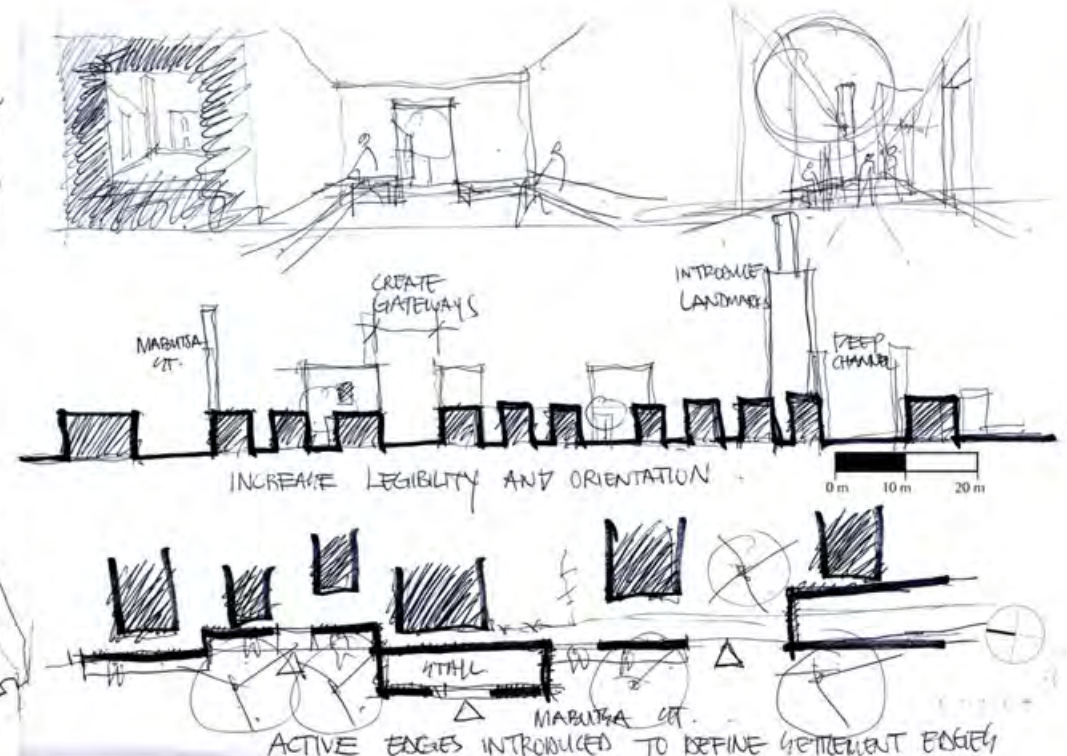 CREATE
GATEWAYS
INTRODUCE
LANDMARKS
MABUTSA
ST.
DEEP
CHANNEL
INCREASE LEGIBILITY AND ORIENTATION
0 m 10 m 20 m
STALL
MABUTSA ST.
ACTIVE EDGES INTRODUCED TO DEFINE SETTLEMENT EDGES